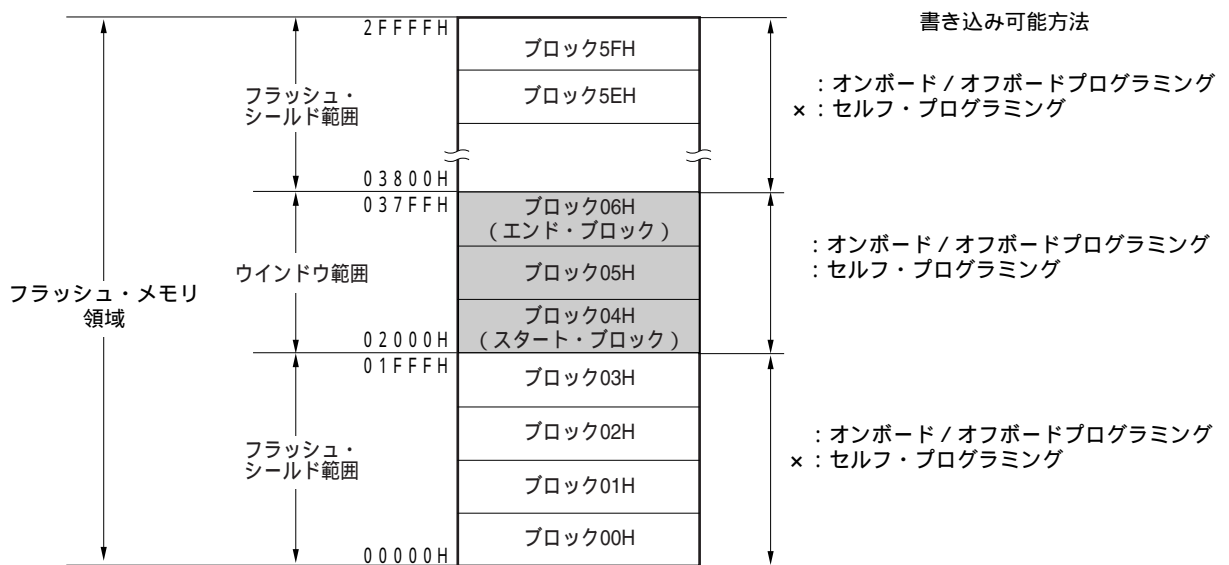 書き込み可能方法
2FFFFH
ブロック5FH
ブロック5EH
フラッシュ・
シールド範囲
：オンボード / オフボードプログラミング
×：セルフ・プログラミング
03800H
037FFH
ブロック06H
（エンド・ブロック）
ブロック05H
ブロック04H
（スタート・ブロック）
ウインドウ範囲
：オンボード / オフボードプログラミング
：セルフ・プログラミング
フラッシュ・メモリ
領域
02000H
01FFFH
ブロック03H
ブロック02H
ブロック01H
ブロック00H
フラッシュ・
シールド範囲
：オンボード / オフボードプログラミング
×：セルフ・プログラミング
00000H